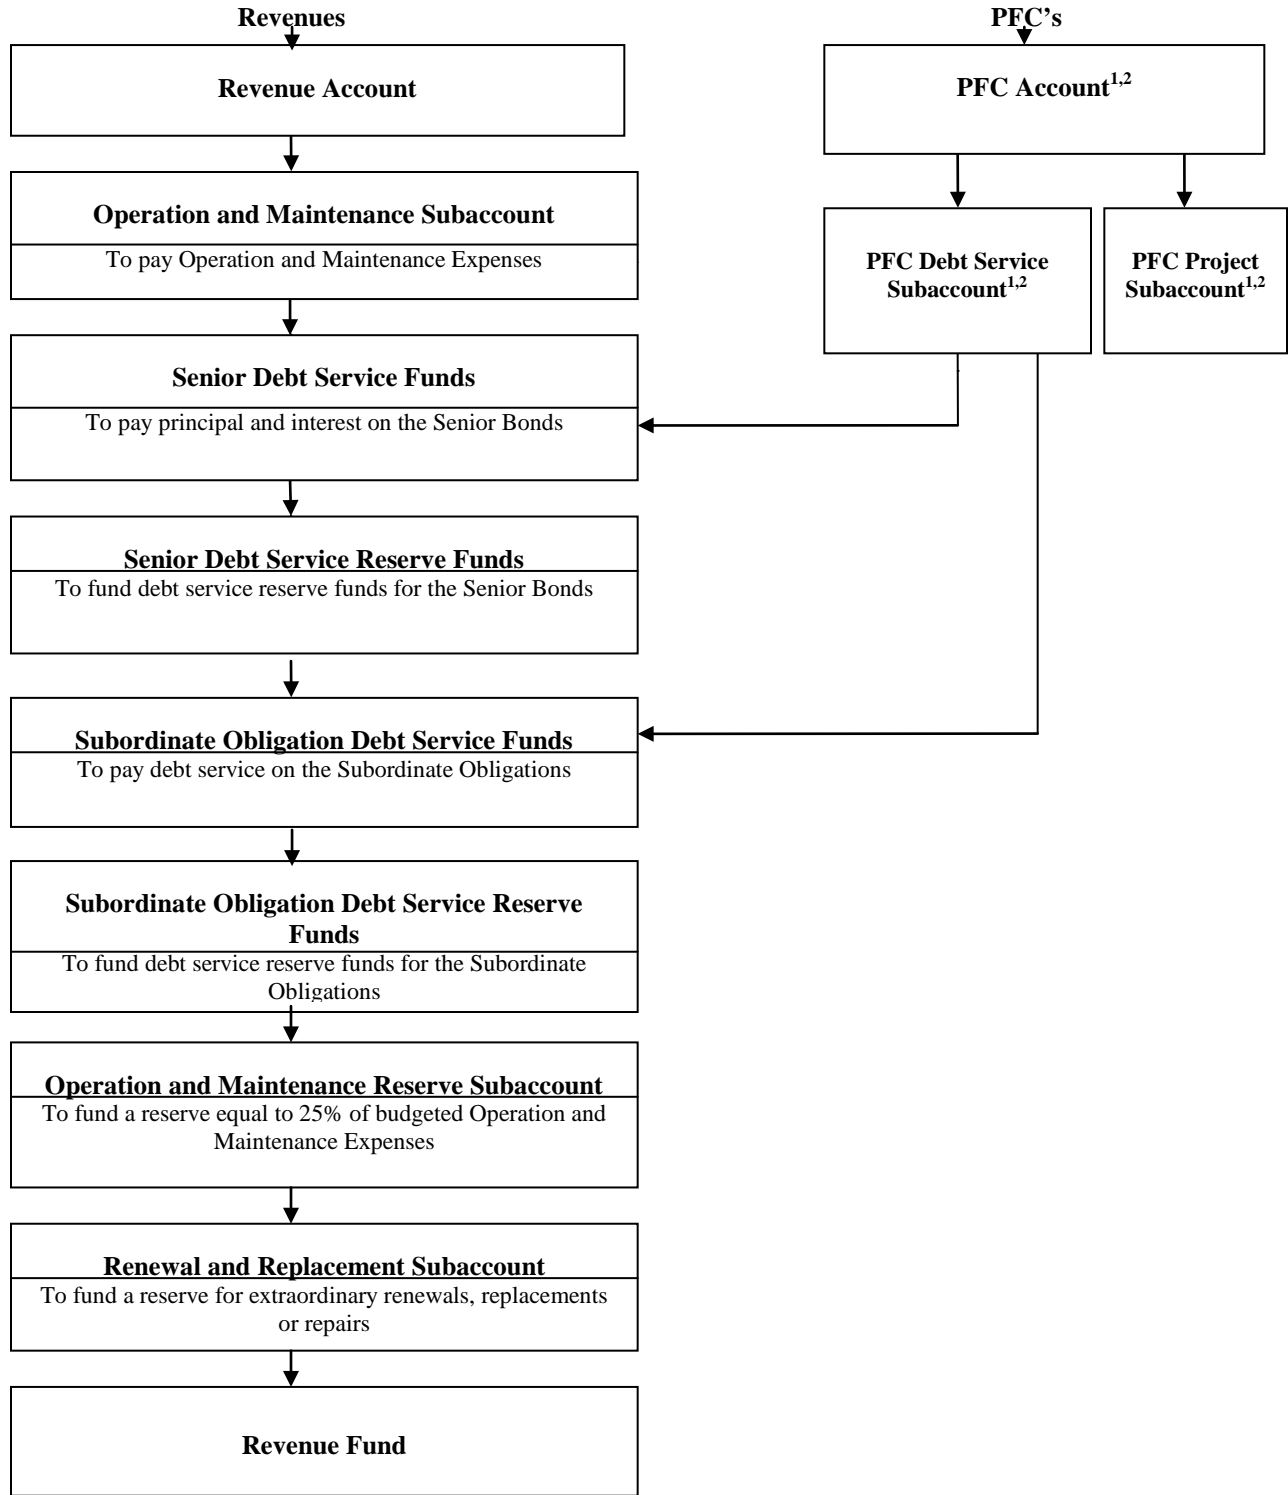 Revenues
Revenue Account
Operation and Maintenance Subaccount
To pay Operation and Maintenance Expenses
Senior Debt Service Funds
To pay principal and interest on the Senior Bonds
Senior Debt Service Reserve Funds
To fund debt service reserve funds for the Senior Bonds
Subordinate Obligation Debt Service Funds
To pay debt service on the Subordinate Obligations
Subordinate Obligation Debt Service Reserve
Funds
To fund debt service reserve funds for the Subordinate
Obligations
Operation and Maintenance Reserve Subaccount
To fund a reserve equal to 25% of budgeted Operation and
Maintenance Expenses
Renewal and Replacement Subaccount
To fund a reserve for extraordinary renewals, replacements
or repairs
Revenue Fund
PFC's
PFC Account1,2
PFC Debt Service
Subaccount1,2
PFC Project
Subaccount1,2